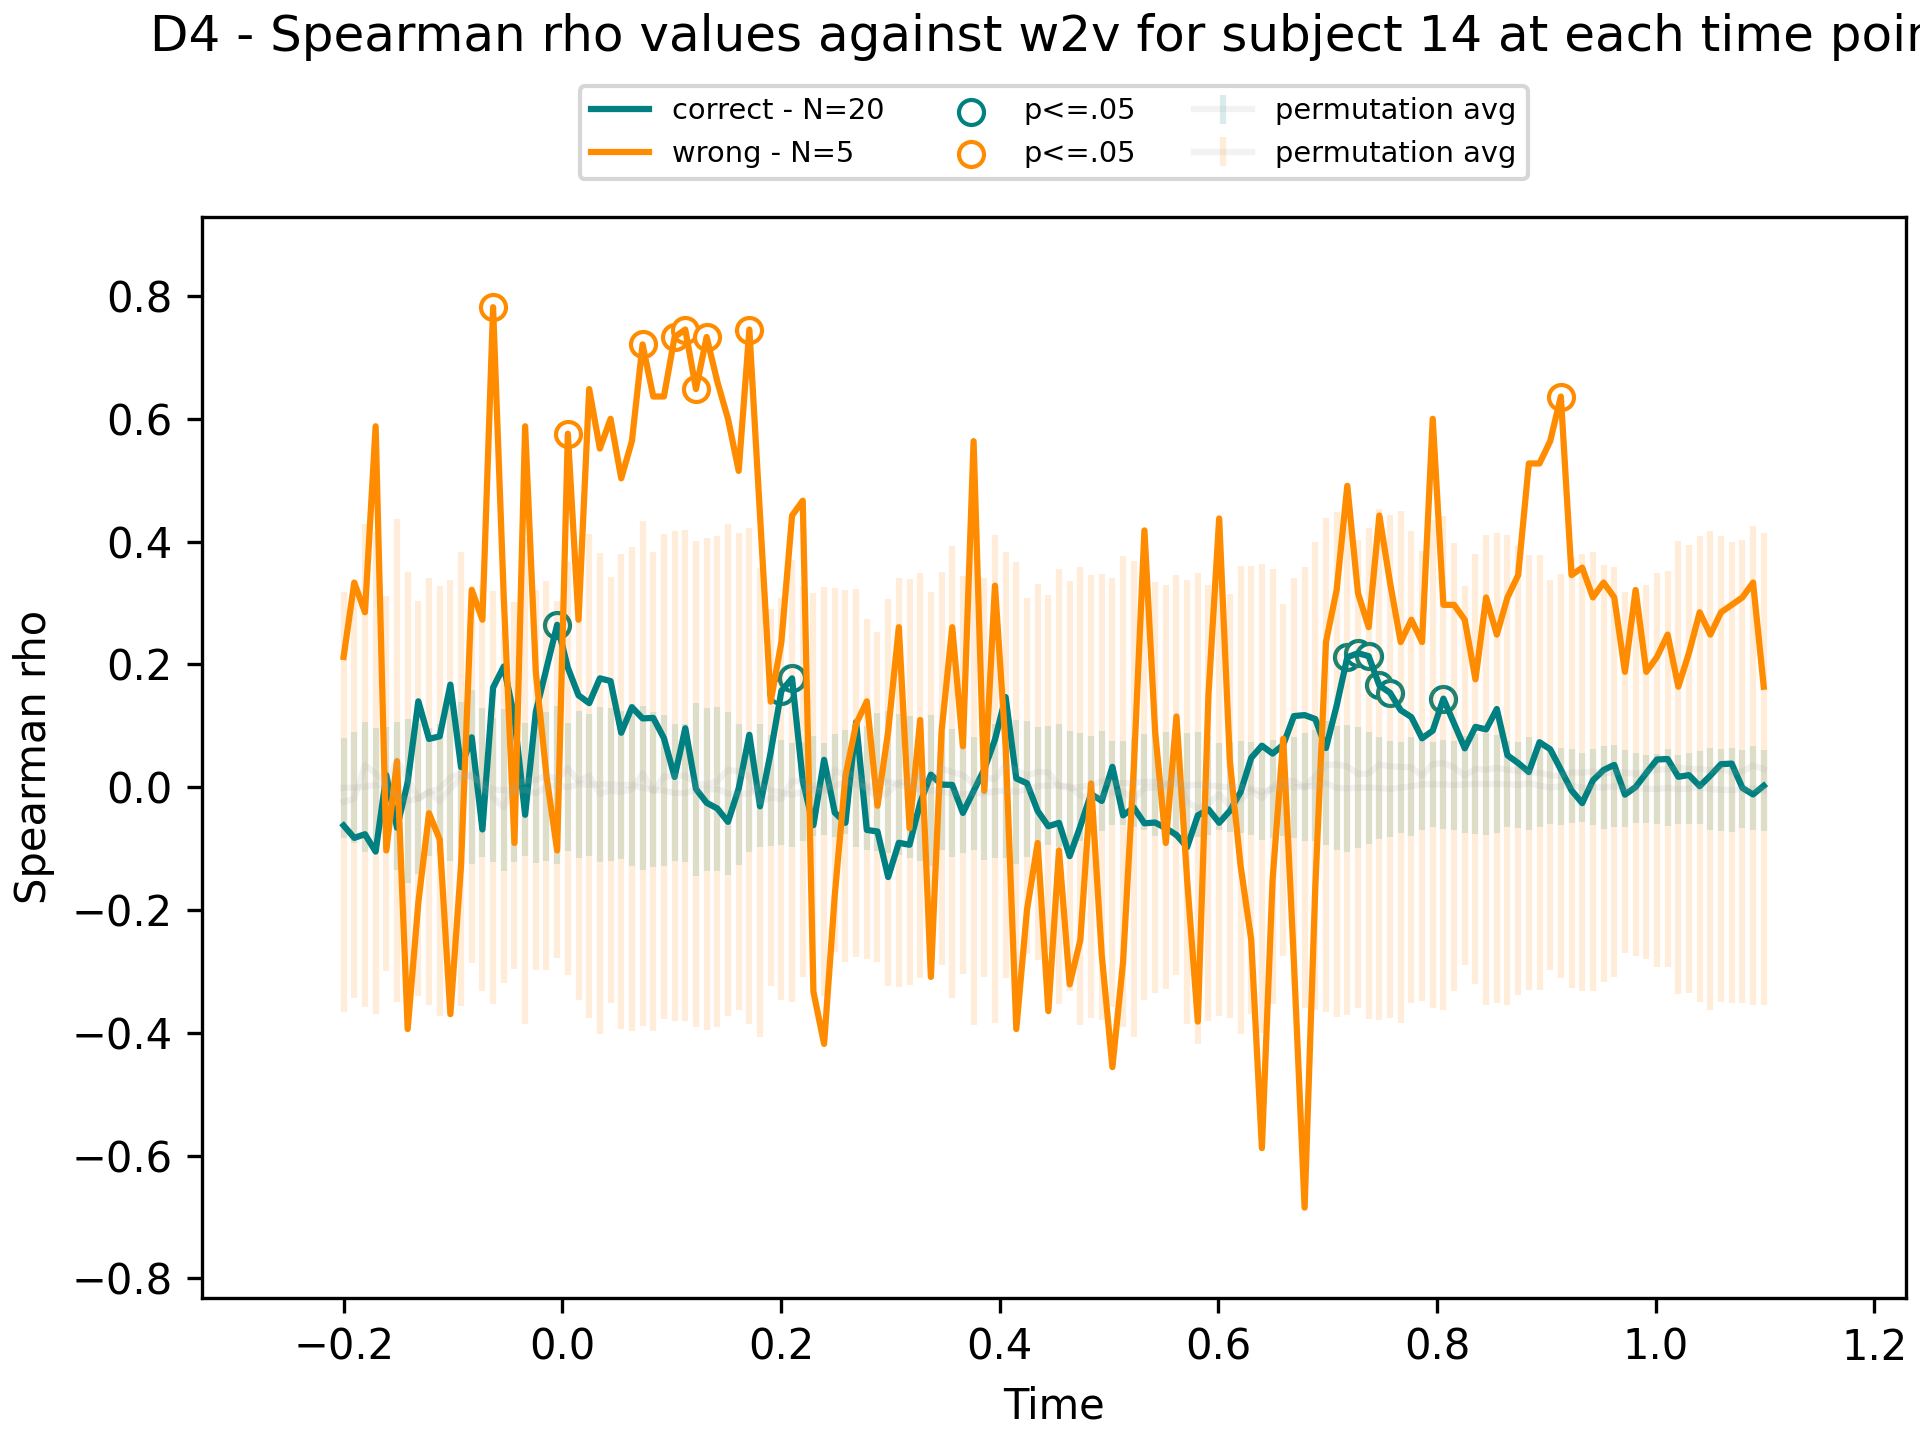 D4 - Spearman rho values against w2v for subject 14 at each time
correct - N=20 p<=.05 permutation avg
wrong - N=5 p<=.05 permutation avg
0.8
0.6
0.4
0.2
0.0
−0.2
−0.4
−0.6
−0.8
Spearman rho
−0.2 0.0 0.2 0.4 0.6 0.8 1.0 1.2
Time